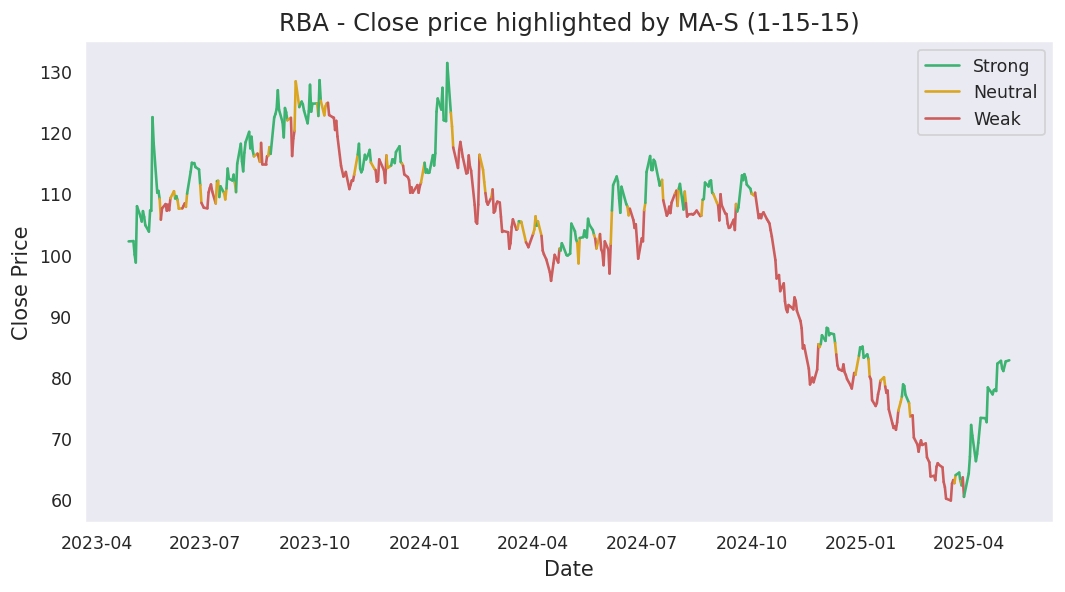 RBA - Close price highlighted by MA-S (1-15-15)
Strong
Neutral
Weak
Close Price
130
120
110
100
90
80
70
60
2023-04 2023-07 2023-10 2024-01 2024-04 2024-07 2024-10 2025-01 2025-04
Date